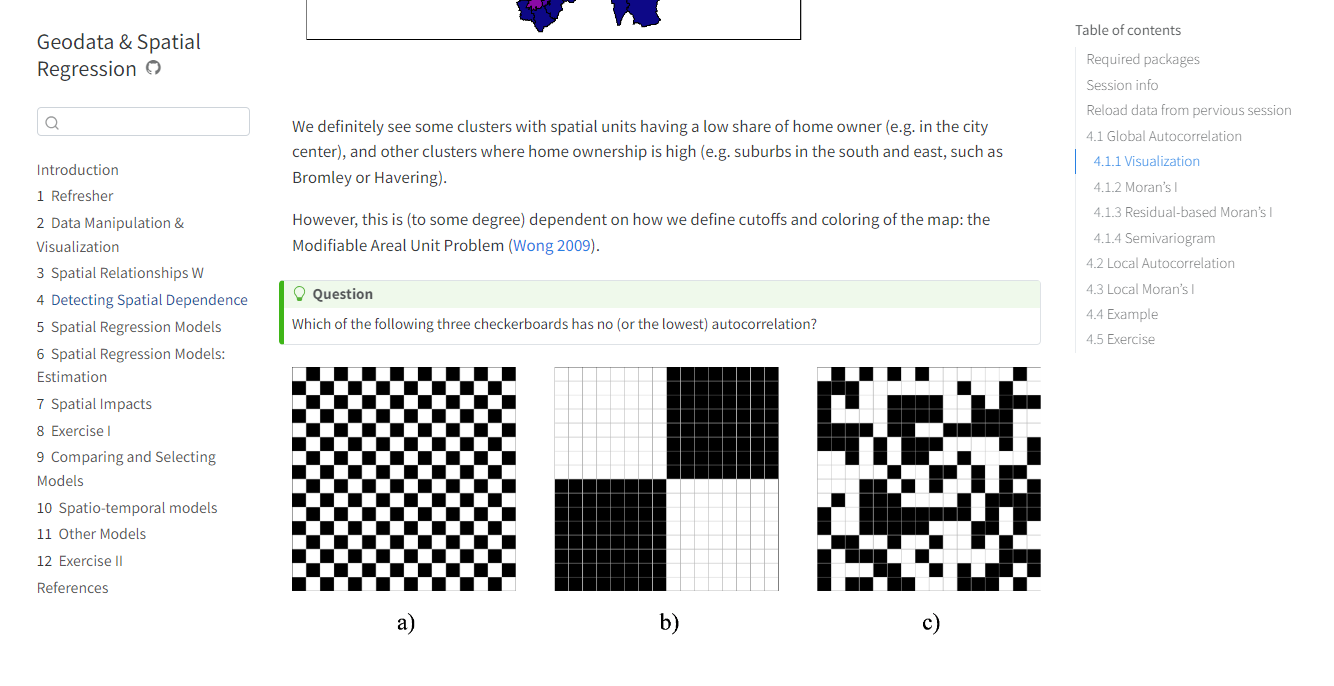 Geodata & Spatial
Regression
Introduction
1 Refresher
2 Data Manipulation &
Visualization
3 Spatial Relationships W
4 Detecting Spatial Dependence
5 Spatial Regression Models
6 Spatial Regression Models:
Estimation
7 Spatial Impacts
8 Exercise I
9 Comparing and Selecting
Models
10 Spatio-temporal models
11 Other Models
12 Exercise II
References
We definitely see some clusters with spatial units having a low share of home owner (e.g. in the city
center), and other clusters where home ownership is high (e.g. suburbs in the south and east, such as
Bromley or Havering).
However, this is (to some degree) dependent on how we define cutoffs and coloring of the map: the
Modifiable Areal Unit Problem (Wong 2009).
Question
Which of the following three checkerboards has no (or the lowest) autocorrelation?
a)
b)
c)
Table of contents
Required packages
Session info
Reload data from pervious session
4.1 Global Autocorrelation
4.1.1 Visualization
4.1.2 Moran's I
4.1.3 Residual-based Moran's I
4.1.4 Semivariogram
4.2 Local Autocorrelation
4.3 Local Moran's I
4.4 Example
4.5 Exercise